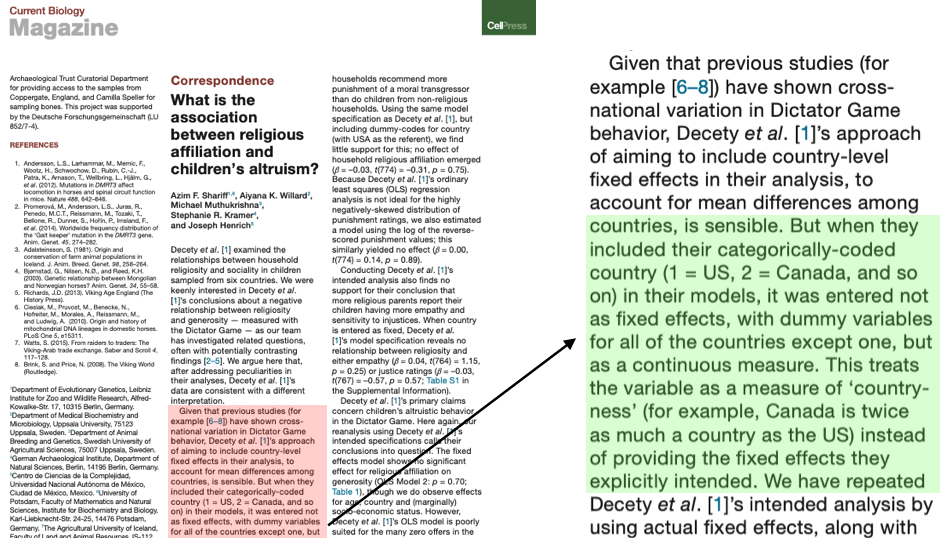 Current Biology
Magazine
CellPress
Archaeological Trust Curatorial Department
for providing access to the samples from
Coppergate, England, and Camilla Speller for
sampling bones. This project was supported
by the Deutsche Forschungsgemeinschaft (LU
852/7-4).
REFERENCES
1. Andersson, L.S., Larhammar, M., Memic, F.,
Wootz, H., Schwochow, D., Rubin, C.-J.,
Patra, K., Arnason, T., Wellbring, L., Hjälm, G.,
et al. (2012). Mutations in DMRT3 affect
locomotion in horses and spinal circuit function
in mice. Nature 488, 642–646.
2. Promerová, M., Andersson, L.S., Juras, R.,
Penedo, M.C.T., Reissmann, M., Tozaki, T.,
Bellone, R., Dunner, S., Hořín, P., Imsland, F.,
et al. (2014). Worldwide frequency distribution of
the 'Gait keeper' mutation in the DMRT3 gene.
Anim. Genet. 45, 274–282.
3. Adalsteinsson, S. (1981). Origin and
conservation of farm animal populations in
Iceland. J. Anim. Breed. Genet. 98, 258–264.
4. Bjørnstad, G., Nilsen, N.Ø., and Røed, K.H.
(2003). Genetic relationship between Mongolian
and Norwegian horses? Anim. Genet. 34, 55–58.
5. Richards, J.D. (2013). Viking Age England (The
History Press).
6. Cieslak, M., Pruvost, M., Benecke, N.,
Hofreiter, M., Morales, A., Reissmann, M.,
and Ludwig, A. (2010). Origin and history of
mitochondrial DNA lineages in domestic horses.
PLoS One 5, e15311.
7. Watts, S. (2015). From raiders to traders: The
Viking-Arab trade exchange. Saber and Scroll 4,
117–128.
8. Brink, S. and Price, N. (2008). The Viking World
(Routledge).
¹Department of Evolutionary Genetics, Leibniz
Institute for Zoo and Wildlife Research, Alfred-
Kowalke-Str. 17, 10315 Berlin, Germany.
²Department of Medical Biochemistry and
Microbiology, Uppsala University, 75123
Uppsala, Sweden. ³Department of Animal
Breeding and Genetics, Swedish University of
Agricultural Sciences, 75007 Uppsala, Sweden.
⁴German Archaeological Institute, Department of
Natural Sciences, Berlin, 14195 Berlin, Germany.
⁵Centro de Ciencias de la Complejidad,
Universidad Nacional Autónoma de México,
Ciudad de México, Mexico. ⁶University of
Potsdam, Faculty of Mathematics and Natural
Sciences, Institute for Biochemistry and Biology,
Karl-Liebknecht-Str. 24-25, 14476 Potsdam,
Germany. ⁷The Agricultural University of Iceland,
Faculty of Land and Animal Resources, IS-112
Correspondence
What is the
association
between religious
affiliation and
children's altruism?
Azim F. Shariff¹,⁶, Aiyana K. Willard²,
Michael Muthukrishna³,
Stephanie R. Kramer⁴,
and Joseph Henrich⁵
Decety et al. [1] examined the
relationships between household
religiosity and sociality in children
sampled from six countries. We were
keenly interested in Decety et al.
[1]'s conclusions about a negative
relationship between religiosity
and generosity — measured with
the Dictator Game — as our team
has investigated related questions,
often with potentially contrasting
findings [2–5]. We argue here that,
after addressing peculiarities in
their analyses, Decety et al. [1]'s
data are consistent with a different
interpretation.
Given that previous studies (for
example [6–8]) have shown cross-
national variation in Dictator Game
behavior, Decety et al. [1]'s approach
of aiming to include country-level
fixed effects in their analysis, to
account for mean differences among
countries, is sensible. But when they
included their categorically-coded
country (1 = US, 2 = Canada, and so
on) in their models, it was entered not
as fixed effects, with dummy variables
for all of the countries except one, but
households recommend more
punishment of a moral transgressor
than do children from non-religious
households. Using the same model
specification as Decety et al. [1], but
including dummy-codes for country
(with USA as the referent), we find
little support for this; no effect of
household religious affiliation emerged
(β = –0.03, t(774) = –0.31, p = 0.75).
Because Decety et al. [1]'s ordinary
least squares (OLS) regression
analysis is not ideal for the highly
negatively-skewed distribution of
punishment ratings, we also estimated
a model using the log of the reverse-
scored punishment values; this
similarly yielded no effect (β = 0.00,
t(774) = 0.14, p = 0.89).
Conducting Decety et al. [1]'s
intended analysis also finds no
support for their conclusion that
more religious parents report their
children having more empathy and
sensitivity to injustices. When country
is entered as fixed, Decety et al.
[1]'s model specification reveals no
relationship between religiosity and
either empathy (β = 0.04, t(764) = 1.15,
p = 0.25) or justice ratings (β = –0.03,
t(767) = –0.57, p = 0.57; Table S1 in
the Supplemental Information).
Decety et al. [1]'s primary claims
concern children's altruistic behavior
in the Dictator Game. Here again, our
reanalysis using Decety et al. [1]'s
intended specifications calls their
conclusions into question. The fixed
effects model shows no significant
effect for religious affiliation on
generosity (OLS Model 2: p = 0.70;
Table 1), though we do observe effects
for age, country and (marginally)
socio-economic status. However,
Decety et al. [1]'s OLS model is poorly
suited for the many zero offers in the
Given that previous studies (for
example [6–8]) have shown cross-
national variation in Dictator Game
behavior, Decety et al. [1]'s approach
of aiming to include country-level
fixed effects in their analysis, to
account for mean differences among
countries, is sensible. But when they
included their categorically-coded
country (1 = US, 2 = Canada, and so
on) in their models, it was entered not
as fixed effects, with dummy variables
for all of the countries except one, but
as a continuous measure. This treats
the variable as a measure of 'country-
ness' (for example, Canada is twice
as much a country as the US) instead
of providing the fixed effects they
explicitly intended. We have repeated
Decety et al. [1]'s intended analysis by
using actual fixed effects, along with